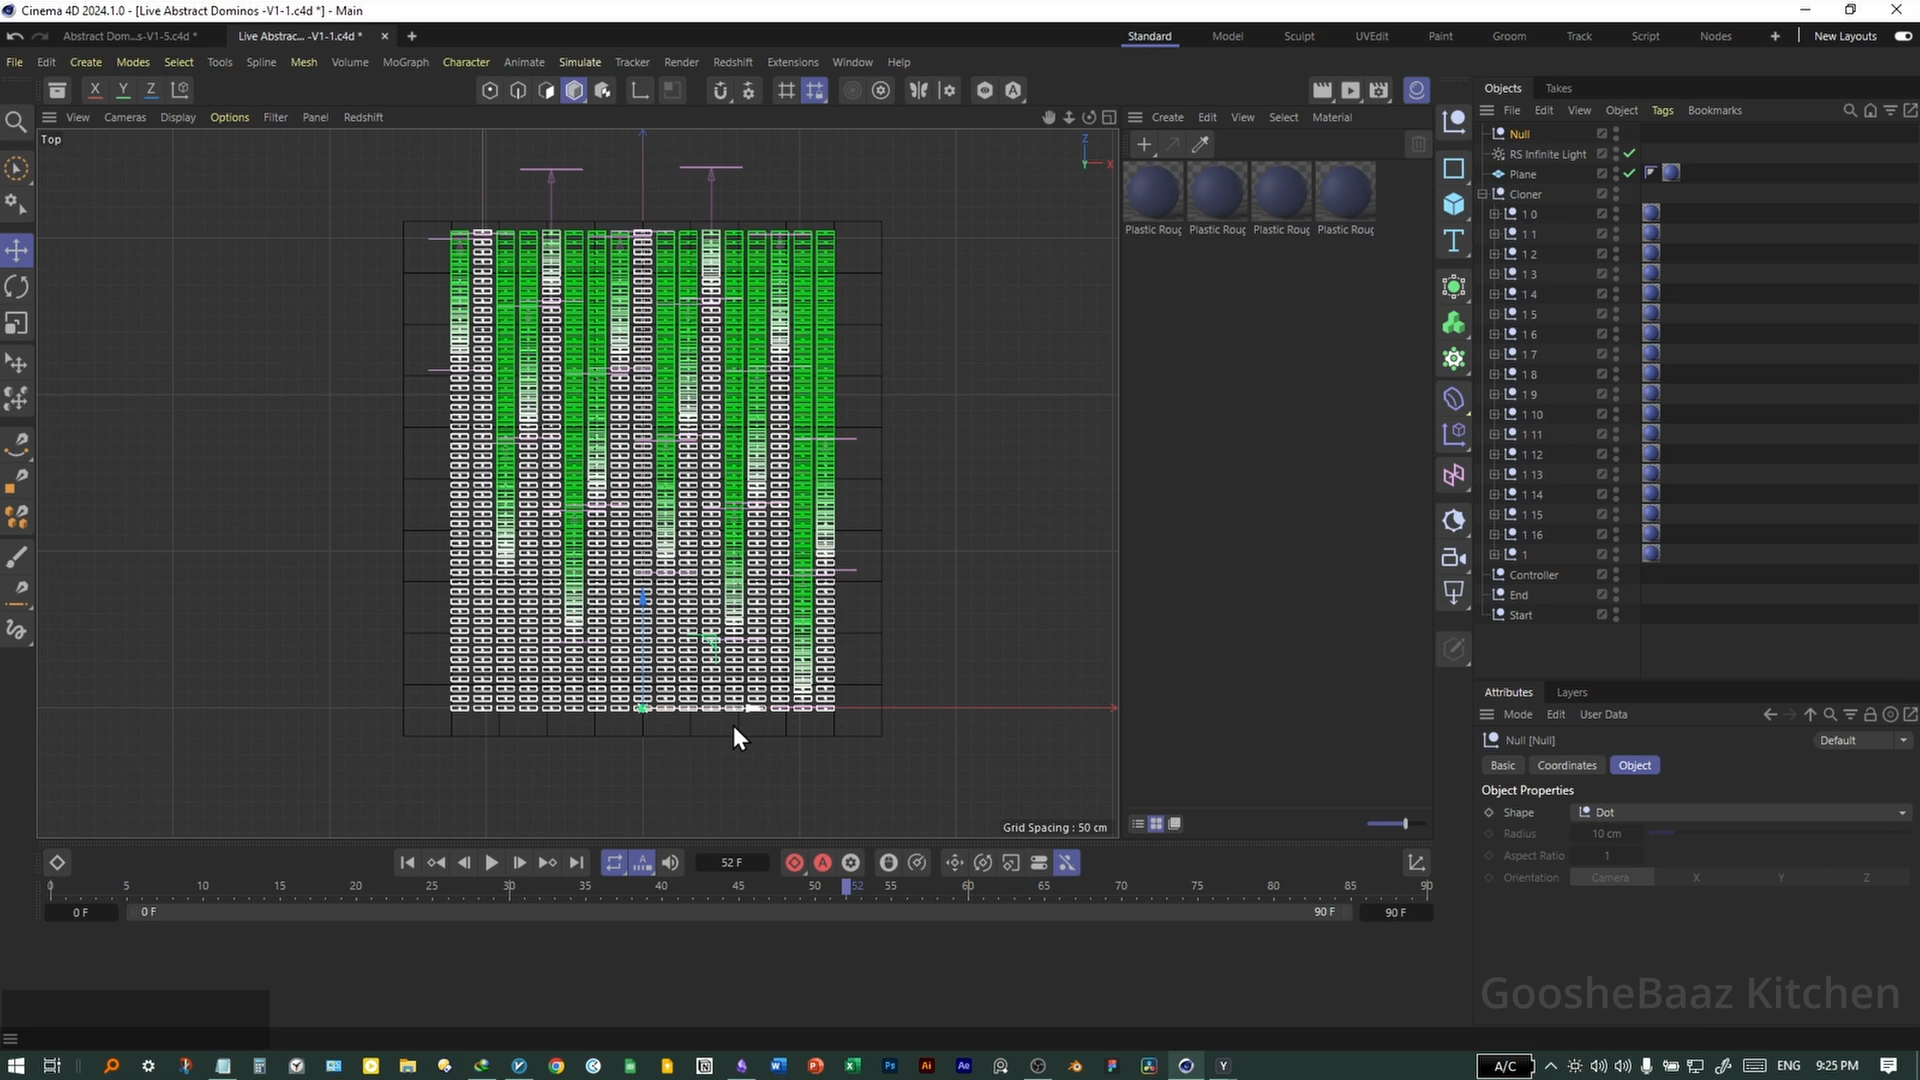 Cinema 4D 2024.1.0 - [Live Abstract Dominos -V1-1.c4d *] - Main
Abstract Dom...s-V1-5.c4d *
Live Abstrac... -V1-1.c4d *
Standard Model Sculpt UVEdit Paint Groom Track Script Nodes New Layouts
File Edit Create Modes Select Tools Spline Mesh Volume MoGraph Character Animate Simulate Tracker Render Redshift Extensions Window Help
X Y Z
View Cameras Display Options Filter Panel Redshift
Create Edit View Select Material
Objects Takes
File Edit View Object Tags Bookmarks
Top
Z
Y X
Plastic Roug Plastic Roug Plastic Roug Plastic Roug
Null
RS Infinite Light
Plane
Cloner
1 0
1 1
1 2
1 3
1 4
1 5
1 6
1 7
1 8
1 9
1 10
1 11
1 12
1 13
1 14
1 15
1 16
1
Controller
End
Start
Attributes Layers
Mode Edit User Data
Null [Null]
Default
Basic Coordinates Object
Object Properties
Shape Dot
Radius 10 cm
Aspect Ratio 1
Orientation Camera X Y Z
Grid Spacing : 50 cm
52 F
0 5 10 15 20 25 30 35 40 45 50 52 55 60 65 70 75 80 85 90
0 F 0 F 90 F 90 F
GoosheBaaz Kitchen
A/C ENG 9:25 PM